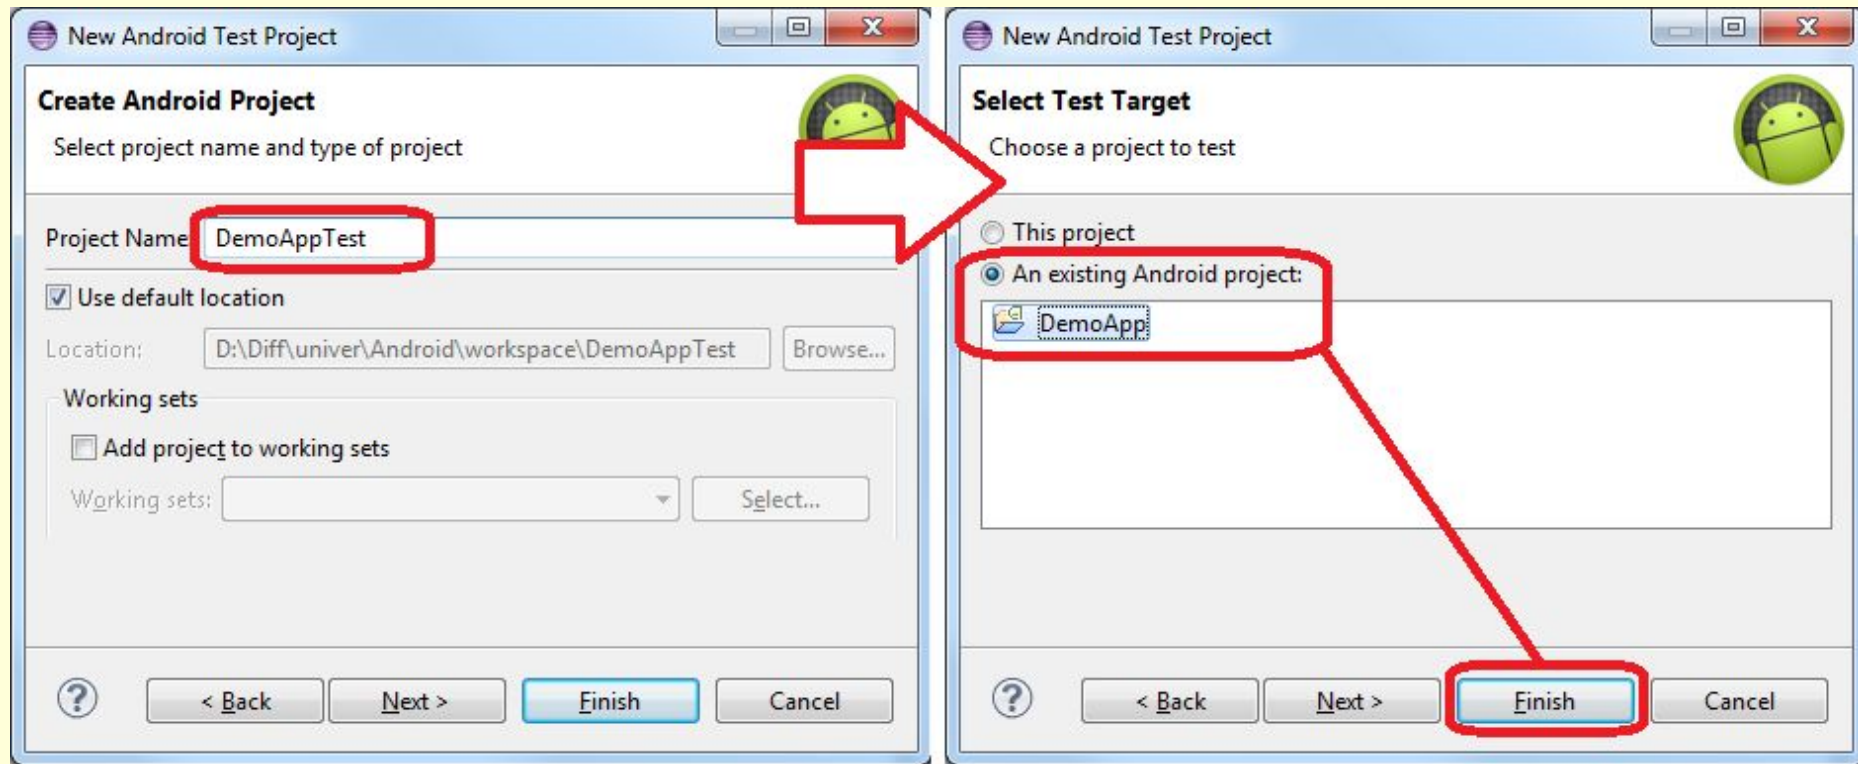 New Android Test Project
Create Android Project
Select project name and type of project
Project Name: DemoAppTest
Use default location
Location: D:\Diff\univer\Android\workspace\DemoAppTest Browse...
Working sets
Add project to working sets
Working sets: Select...
< Back Next > Finish Cancel
New Android Test Project
Select Test Target
Choose a project to test
This project
An existing Android project:
DemoApp
< Back Next > Finish Cancel